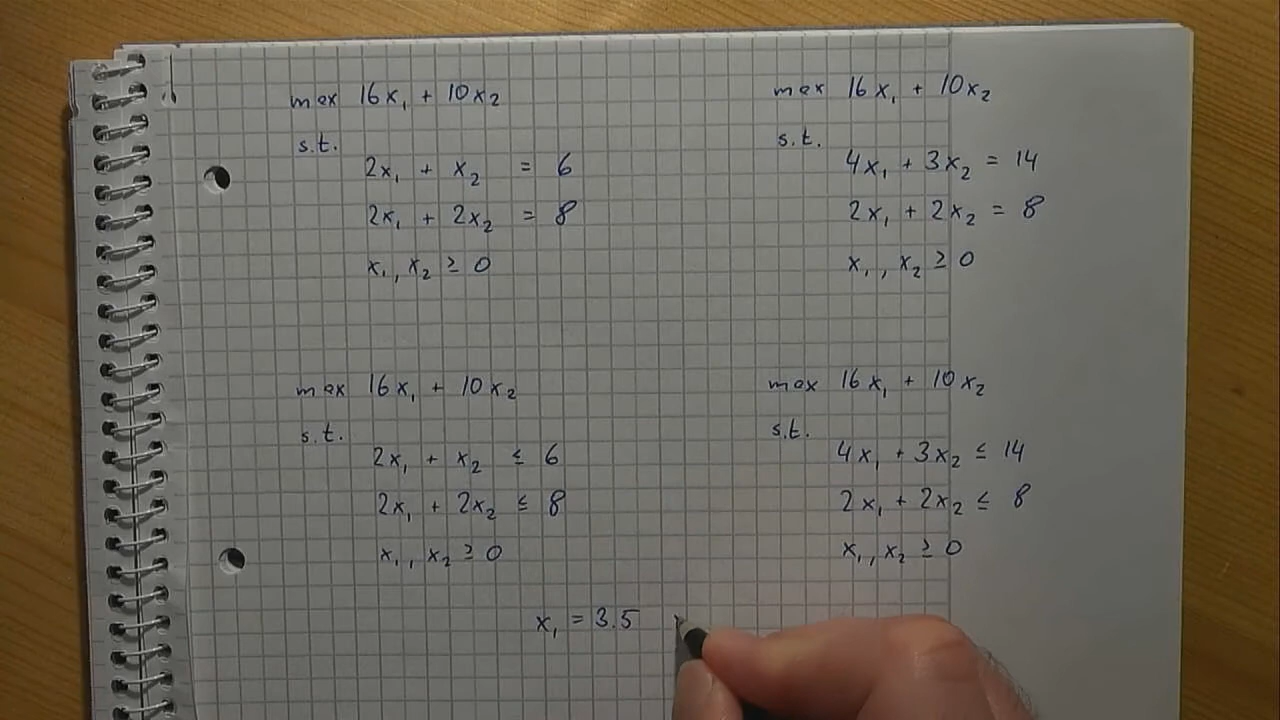 max 16x₁ + 10x₂
s.t.
2x₁ + x₂ = 6
2x₁ + 2x₂ = 8
x₁, x₂ ≥ 0
max 16x₁ + 10x₂
s.t.
4x₁ + 3x₂ = 14
2x₁ + 2x₂ = 8
x₁, x₂ ≥ 0
max 16x₁ + 10x₂
s.t.
2x₁ + x₂ ≤ 6
2x₁ + 2x₂ ≤ 8
x₁, x₂ ≥ 0
max 16x₁ + 10x₂
s.t.
4x₁ + 3x₂ ≤ 14
2x₁ + 2x₂ ≤ 8
x₁, x₂ ≥ 0
x₁ = 3.5